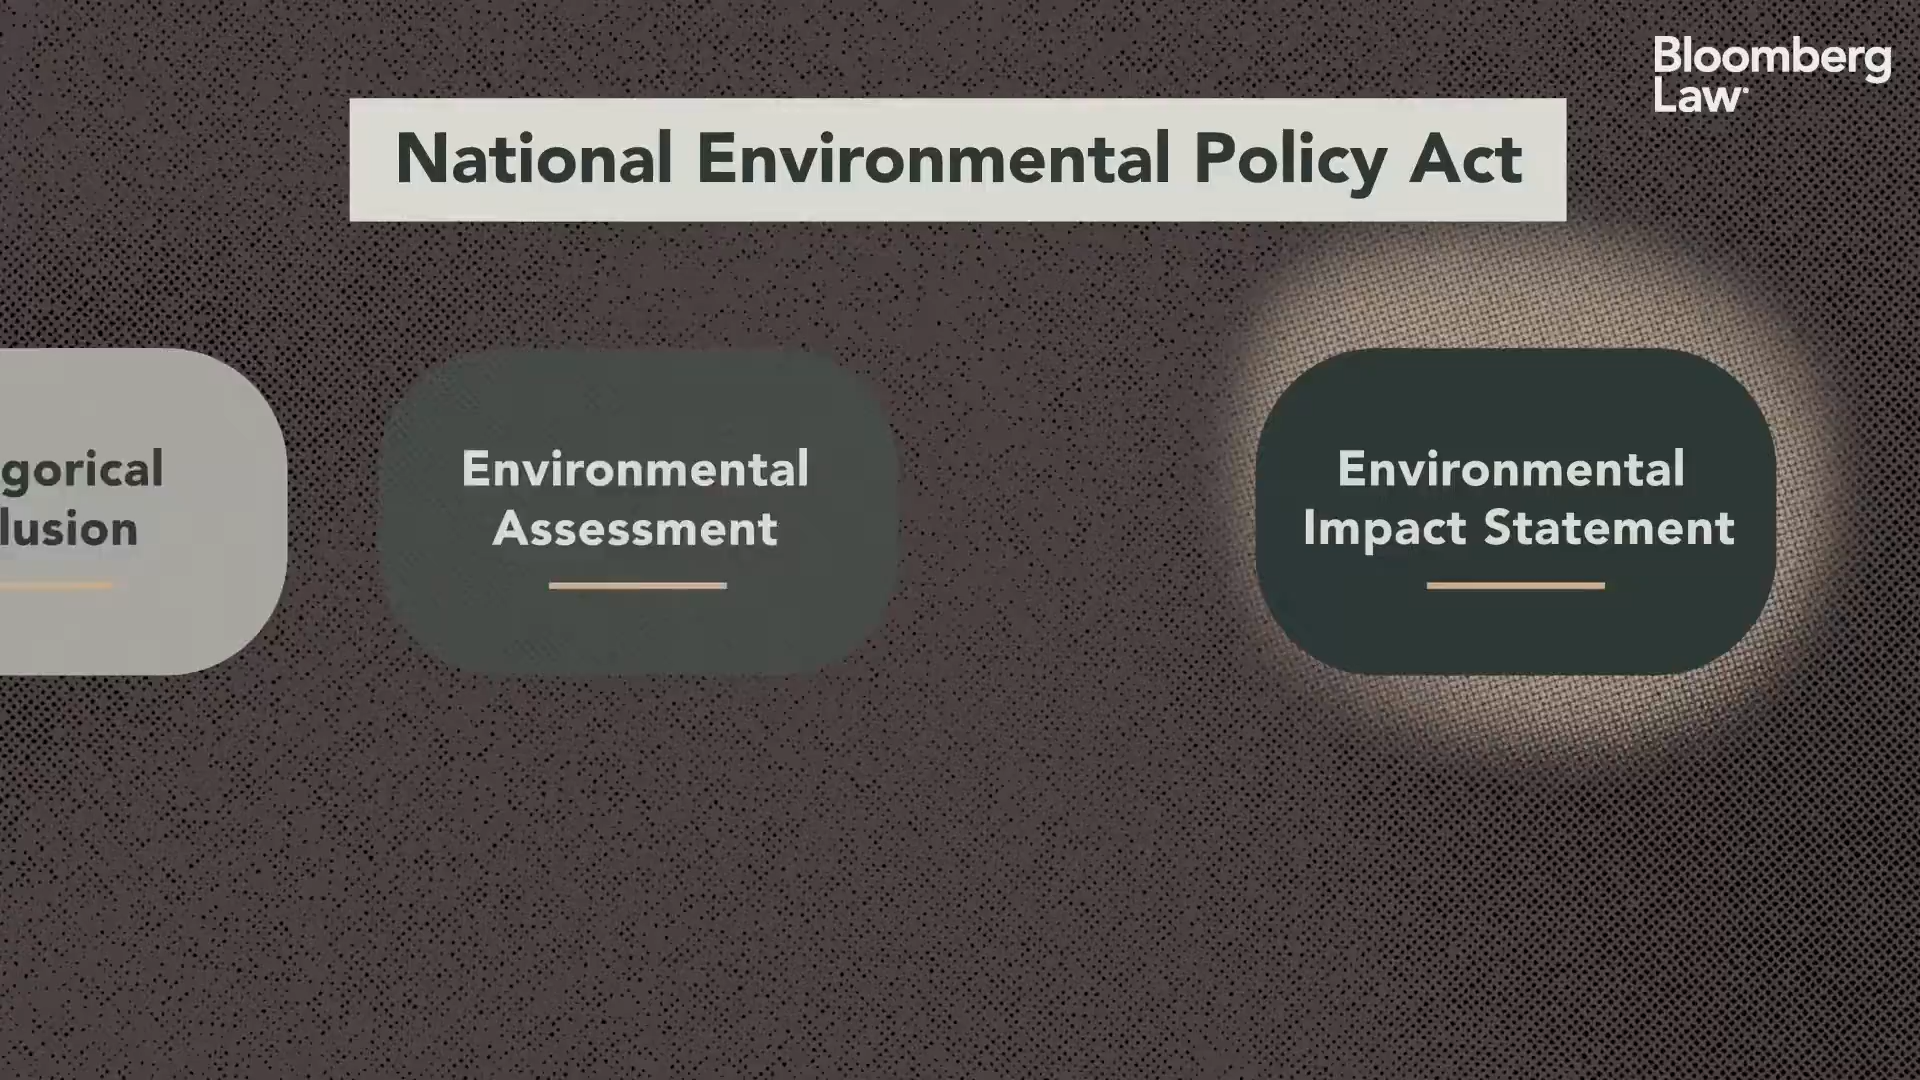 Bloomberg
Law
National Environmental Policy Act
gorical
lusion
Environmental
Assessment
Environmental
Impact Statement